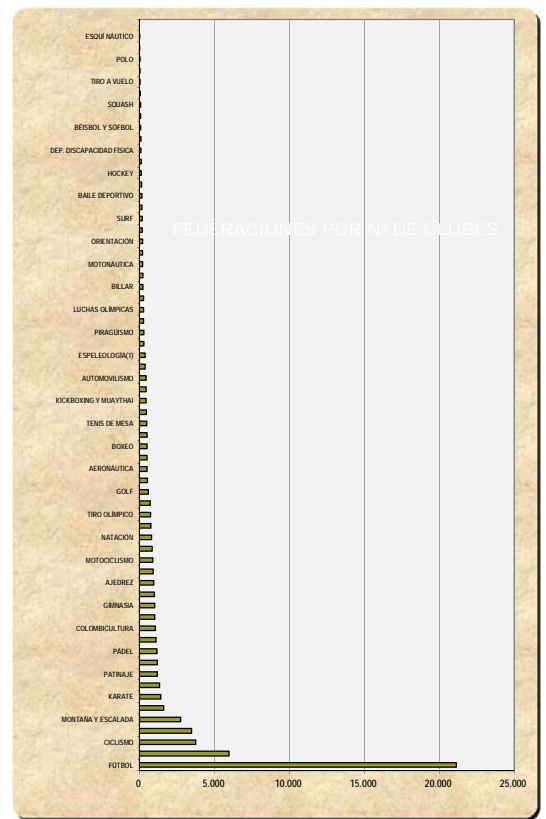 ESQUÍ NÁUTICO
POLO
TIRO A VUELO
SQUASH
BÉISBOL Y SÓFBOL
DEP. DISCAPACIDAD FÍSICA
HOCKEY
BAILE DEPORTIVO
SURF
FEDERACIONES POR Nº DE CLUBES
ORIENTACIÓN
MOTONÁUTICA
BILLAR
LUCHAS OLÍMPICAS
PIRAGÜISMO
ESPELEOLOGÍA(1)
AUTOMOVILISMO
KICKBOXING Y MUAYTHAI
TENIS DE MESA
BOXEO
AERONÁUTICA
GOLF
TIRO OLÍMPICO
NATACIÓN
MOTOCICLISMO
AJEDREZ
GIMNASIA
COLOMBICULTURA
PÁDEL
PATINAJE
KARATE
MONTAÑA Y ESCALADA
CICLISMO
FÚTBOL
0 5.000 10.000 15.000 20.000 25.000